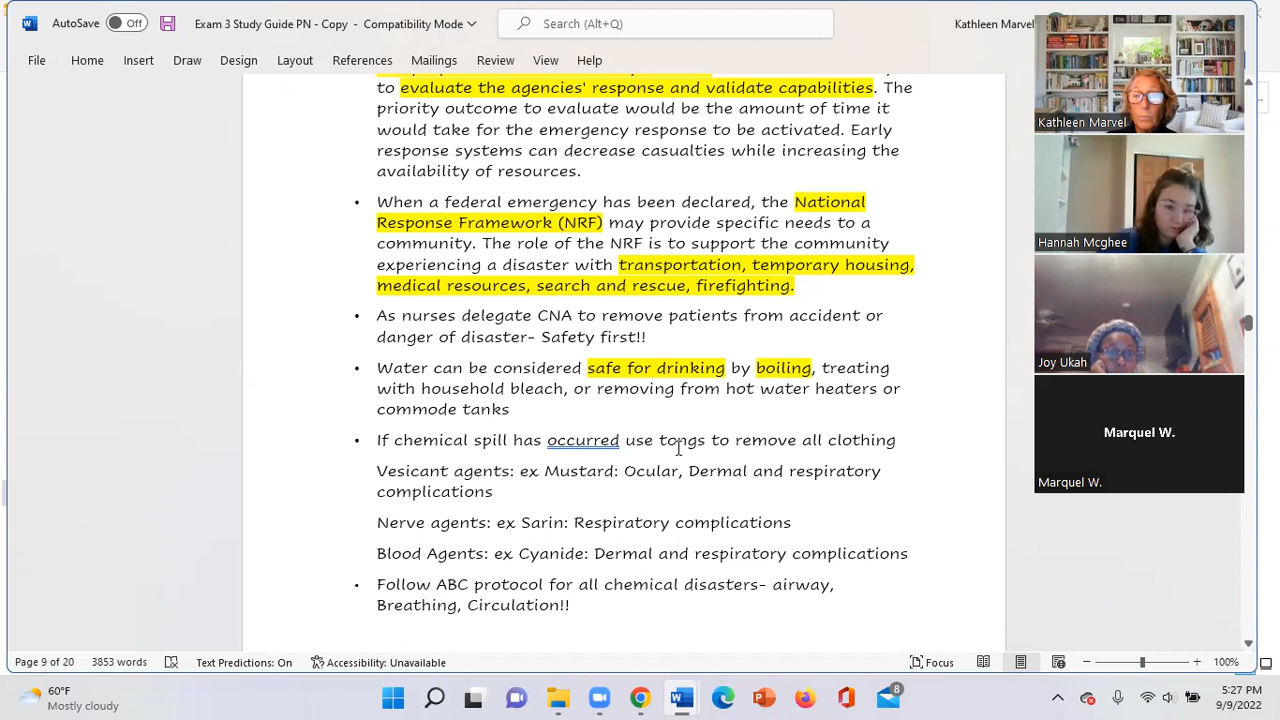 AutoSave Off Exam 3 Study Guide PN - Copy - Compatibility Mode Search (Alt+Q) Kathleen Marvel
File Home Insert Draw Design Layout References Mailings Review View Help
to evaluate the agencies' response and validate capabilities. The
priority outcome to evaluate would be the amount of time it
would take for the emergency response to be activated. Early
response systems can decrease casualties while increasing the
availability of resources.
• When a federal emergency has been declared, the National
Response Framework (NRF) may provide specific needs to a
community. The role of the NRF is to support the community
experiencing a disaster with transportation, temporary housing,
medical resources, search and rescue, firefighting.
• As nurses delegate CNA to remove patients from accident or
danger of disaster- Safety first!!
• Water can be considered safe for drinking by boiling, treating
with household bleach, or removing from hot water heaters or
commode tanks
• If chemical spill has occurred use tongs to remove all clothing
Vesicant agents: ex Mustard: Ocular, Dermal and respiratory
complications
Nerve agents: ex Sarin: Respiratory complications
Blood Agents: ex Cyanide: Dermal and respiratory complications
• Follow ABC protocol for all chemical disasters- airway,
Breathing, Circulation!!
Kathleen Marvel
Hannah Mcghee
Joy Ukah
Marquel W.
Marquel W.
Page 9 of 20 3853 words Text Predictions: On Accessibility: Unavailable Focus 100%
60°F
Mostly cloudy
8
5:27 PM
9/9/2022